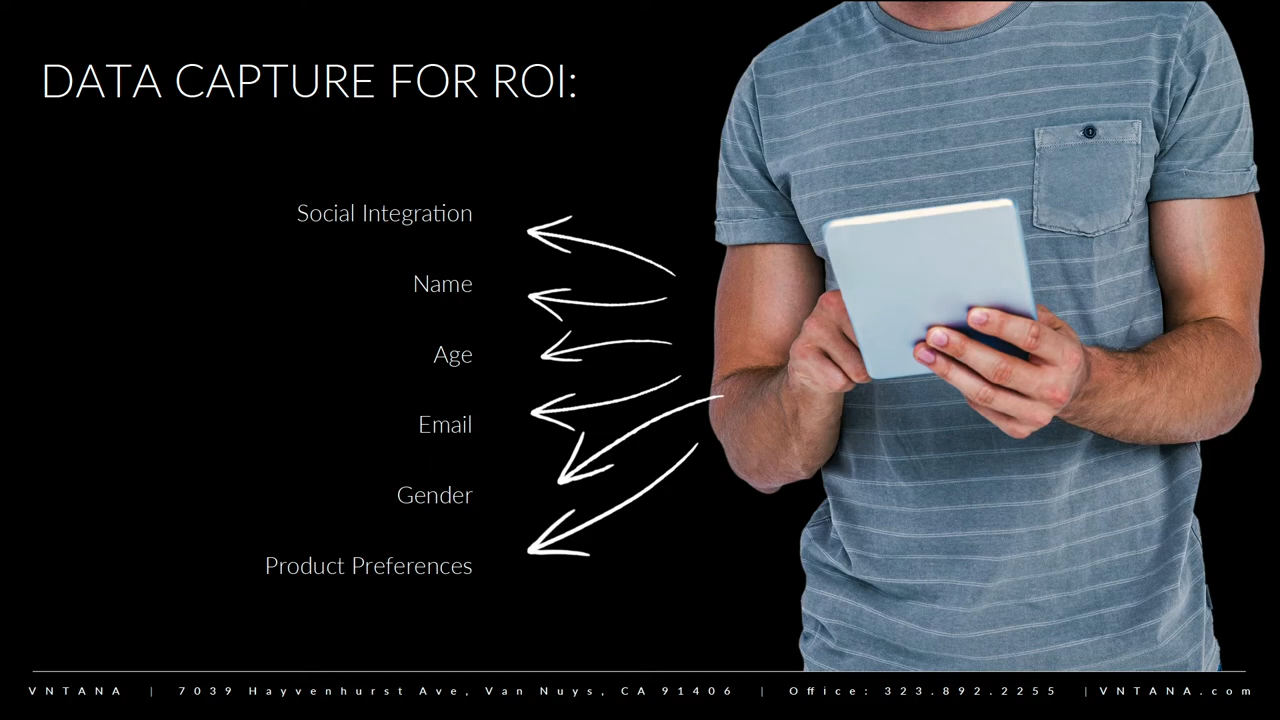 DATA CAPTURE FOR ROI:
Social Integration
Name
Age
Email
Gender
Product Preferences
VNTANA | 7039 Hayvenhurst Ave, Van Nuys, CA 91406 | Office: 323.892.2255 | VNTANA.com